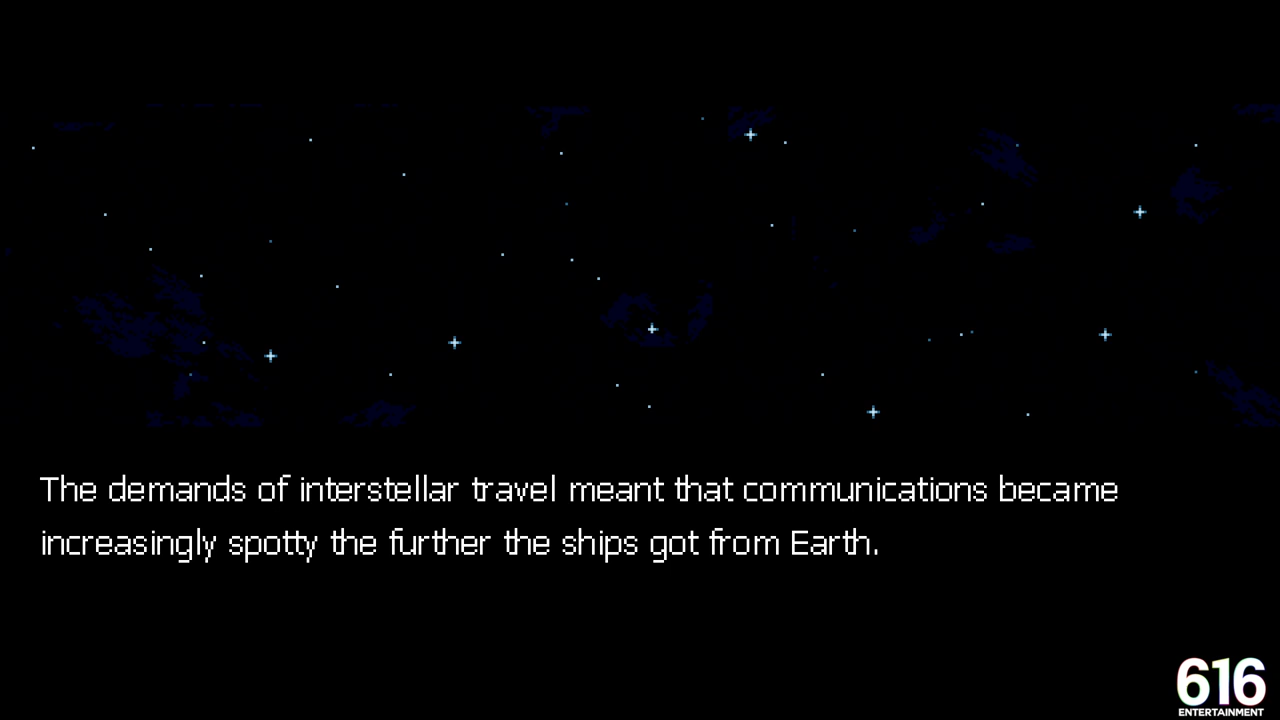 The demands of interstellar travel meant that communications became
increasingly spotty the further the ships got from Earth.
616
ENTERTAINMENT